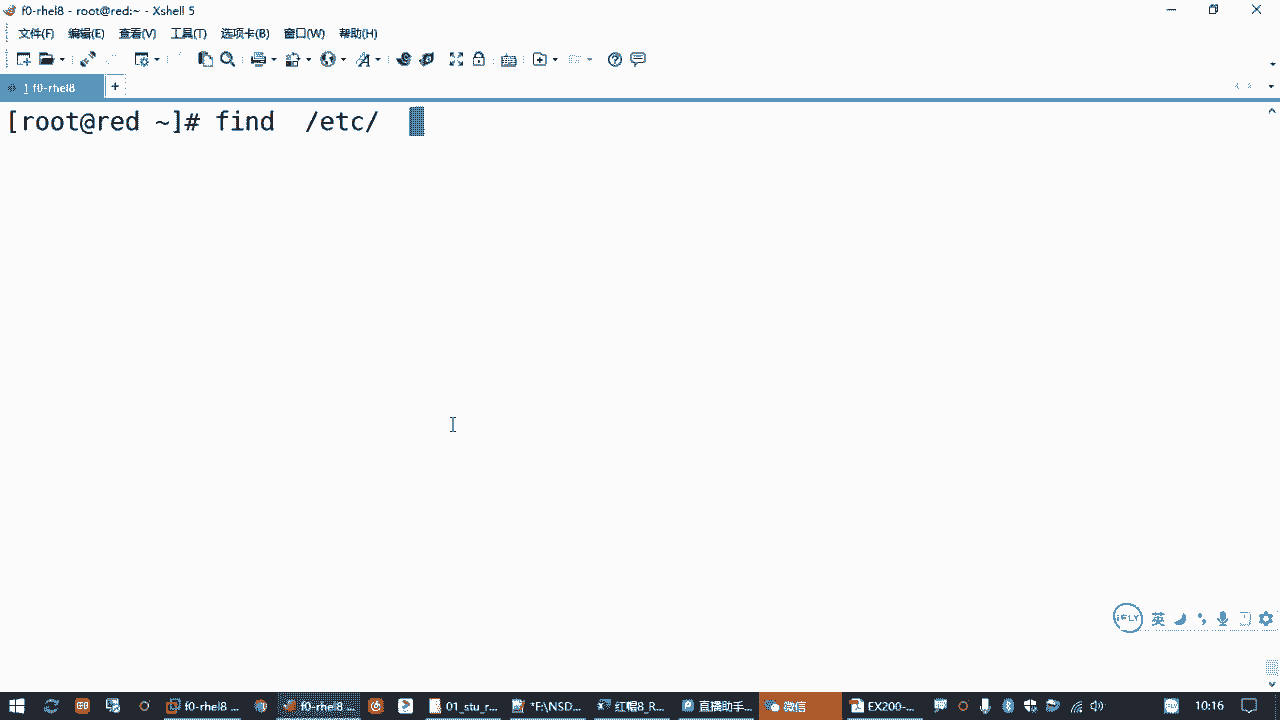 f0-rhel8 - root@red:~ - Xshell 5
文件(F) 编辑(E) 查看(V) 工具(T) 选项卡(B) 窗口(W) 帮助(H)
1 f0-rhel8
[root@red ~]# find  /etc/
iFLY 英
f0-rhel8 ... f0-rhel8 ... 01_stu_r... *F:\NSD... 红帽8_R... 直播助手... 微信 EX200-... 10:16